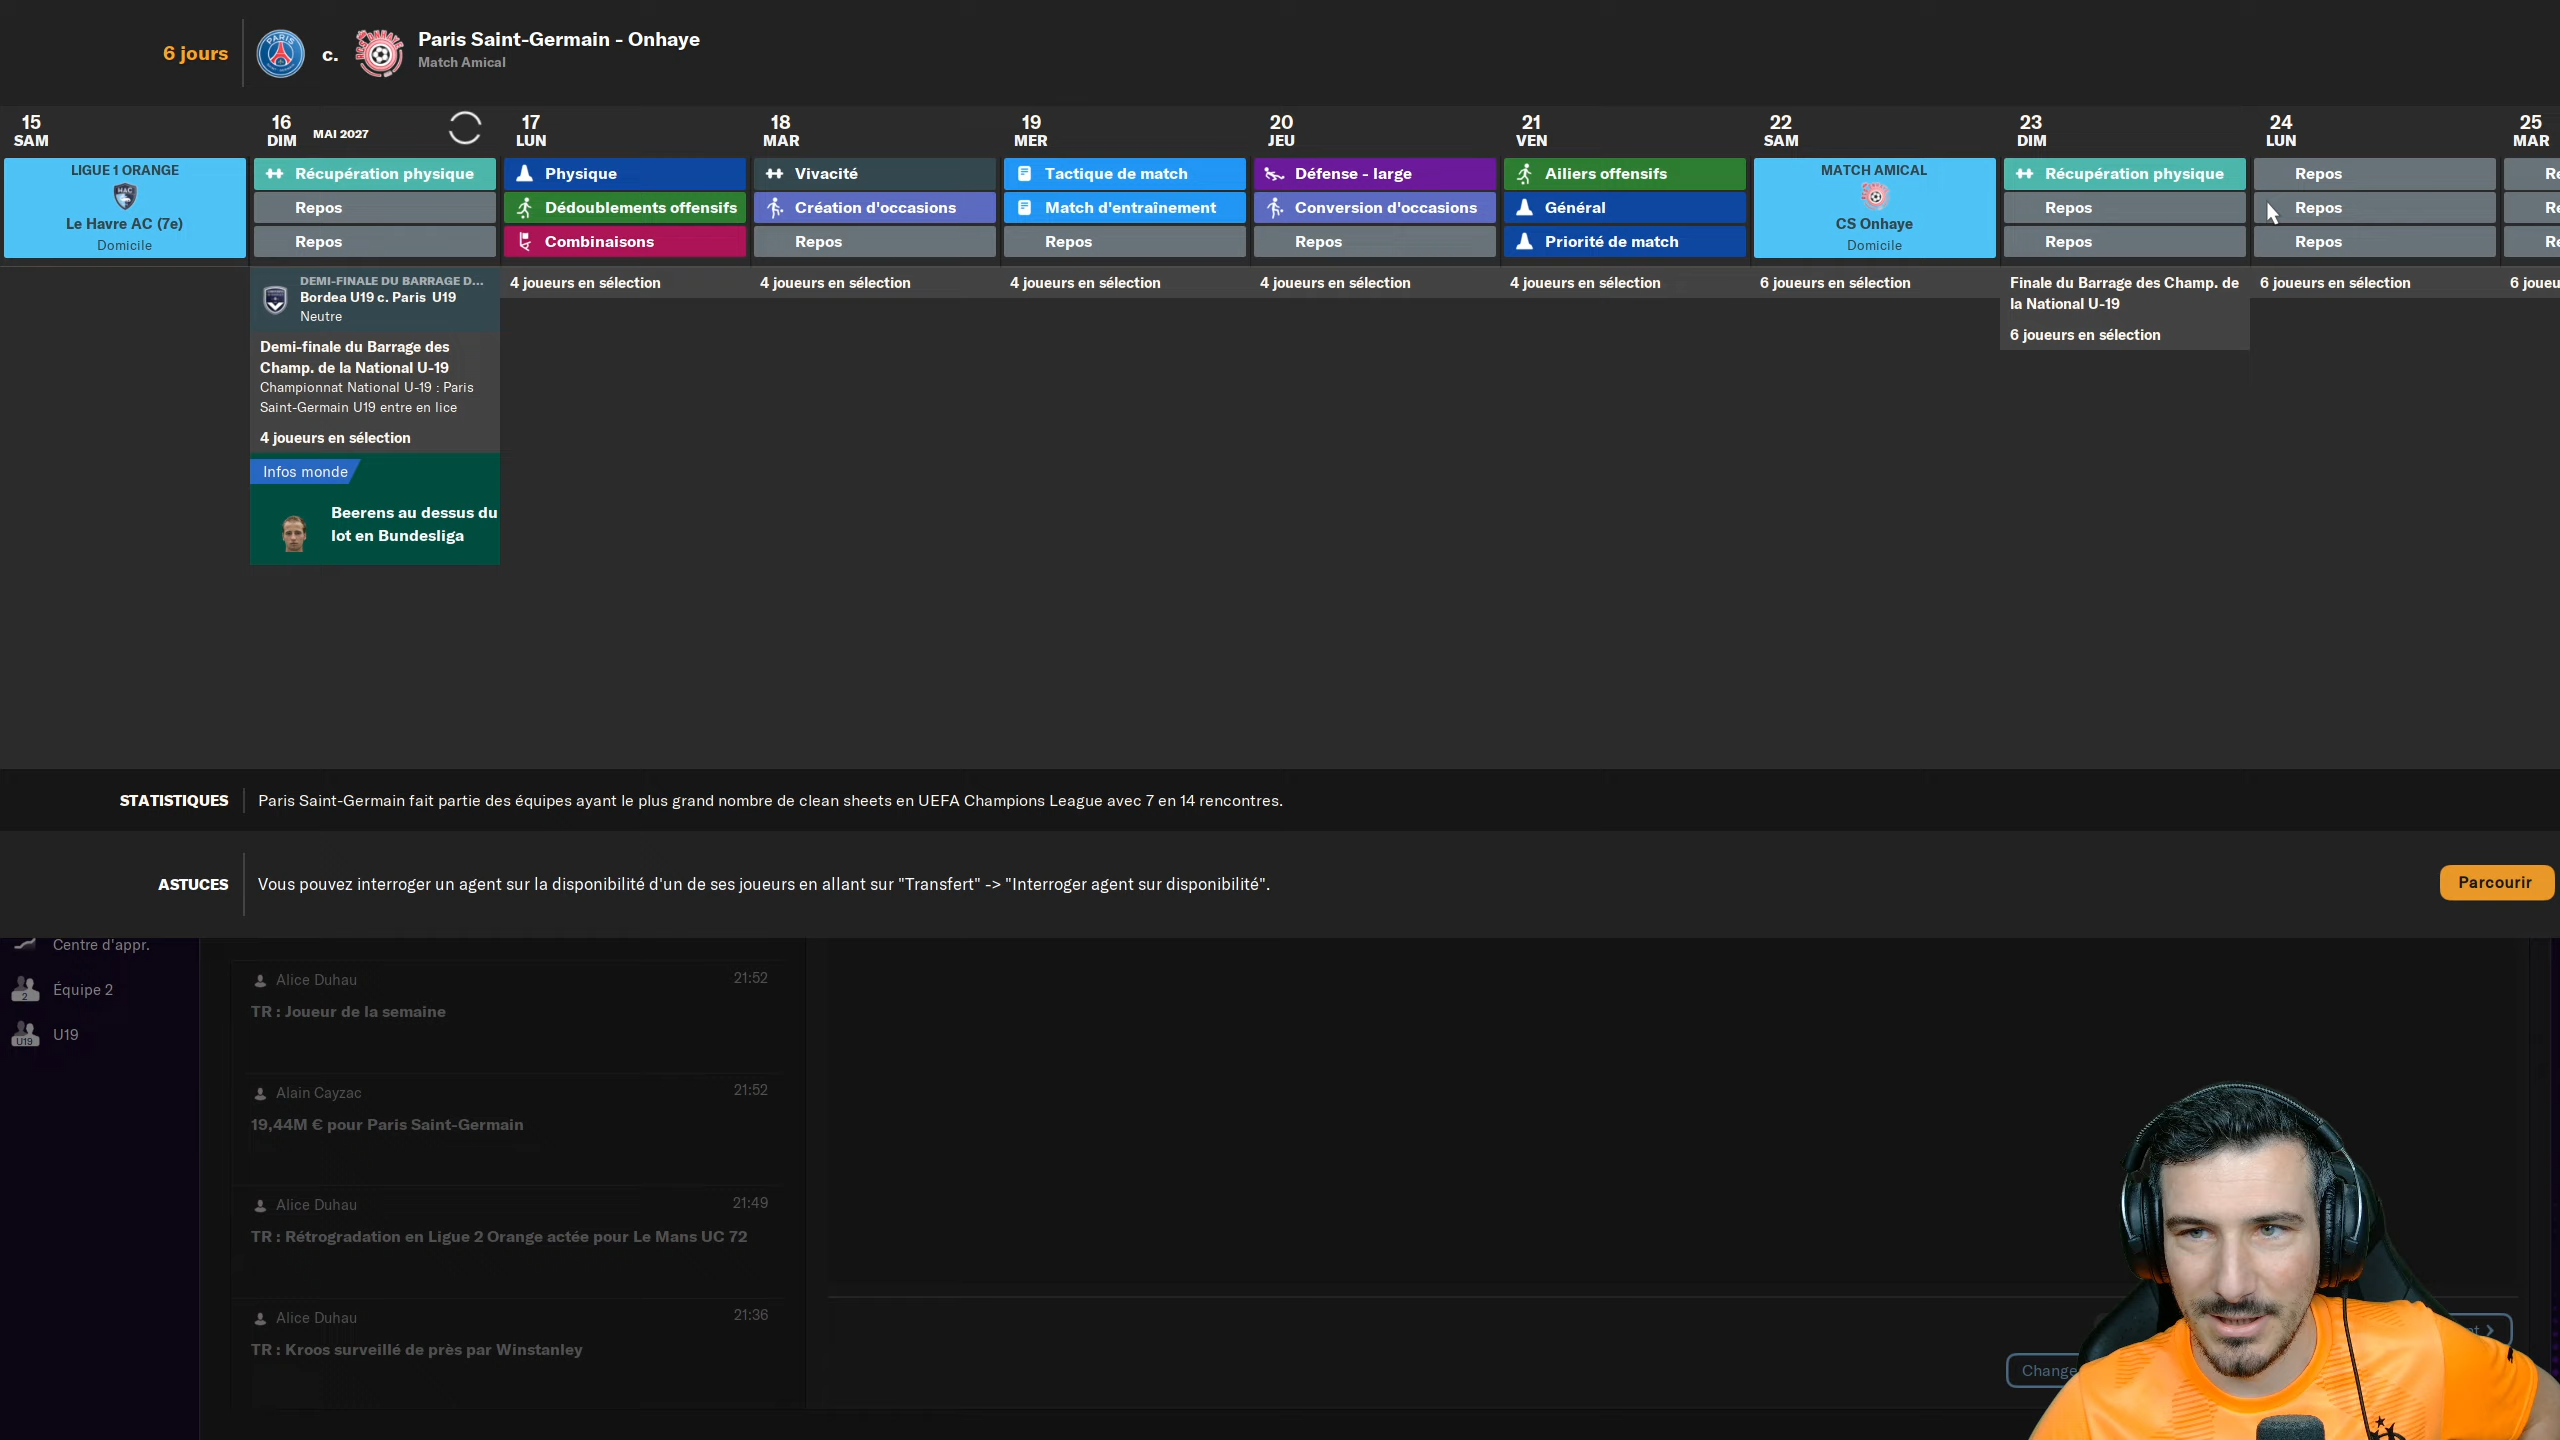 6 jours
c.
Paris Saint-Germain - Onhaye
Match Amical
15
SAM
16
DIM
MAI 2027
17
LUN
18
MAR
19
MER
20
JEU
21
VEN
22
SAM
23
DIM
24
LUN
25
MAR
LIGUE 1 ORANGE
HAC
Le Havre AC (7e)
Domicile
Récupération physique
Repos
Repos
Physique
Dédoublements offensifs
Combinaisons
Vivacité
Création d'occasions
Repos
Tactique de match
Match d'entraînement
Repos
Défense - large
Conversion d'occasions
Repos
Ailiers offensifs
Général
Priorité de match
MATCH AMICAL
CS Onhaye
Domicile
Récupération physique
Repos
Repos
Repos
Repos
Repos
Re
Re
Re
DEMI-FINALE DU BARRAGE D...
Bordea U19 c. Paris U19
Neutre
Demi-finale du Barrage des
Champ. de la National U-19
Championnat National U-19 : Paris
Saint-Germain U19 entre en lice
4 joueurs en sélection
Infos monde
Beerens au dessus du
lot en Bundesliga
4 joueurs en sélection
4 joueurs en sélection
4 joueurs en sélection
4 joueurs en sélection
4 joueurs en sélection
6 joueurs en sélection
Finale du Barrage des Champ. de
la National U-19
6 joueurs en sélection
6 joueurs en sélection
6 joueu
STATISTIQUES
Paris Saint-Germain fait partie des équipes ayant le plus grand nombre de clean sheets en UEFA Champions League avec 7 en 14 rencontres.
ASTUCES
Vous pouvez interroger un agent sur la disponibilité d'un de ses joueurs en allant sur "Transfert" -> "Interroger agent sur disponibilité".
Parcourir
Centre d'appr.
2
Équipe 2
U19
U19
Alice Duhau
21:52
TR : Joueur de la semaine
Alain Cayzac
21:52
19,44M € pour Paris Saint-Germain
Alice Duhau
21:49
TR : Rétrogradation en Ligue 2 Orange actée pour Le Mans UC 72
Alice Duhau
21:36
TR : Kroos surveillé de près par Winstanley
Change